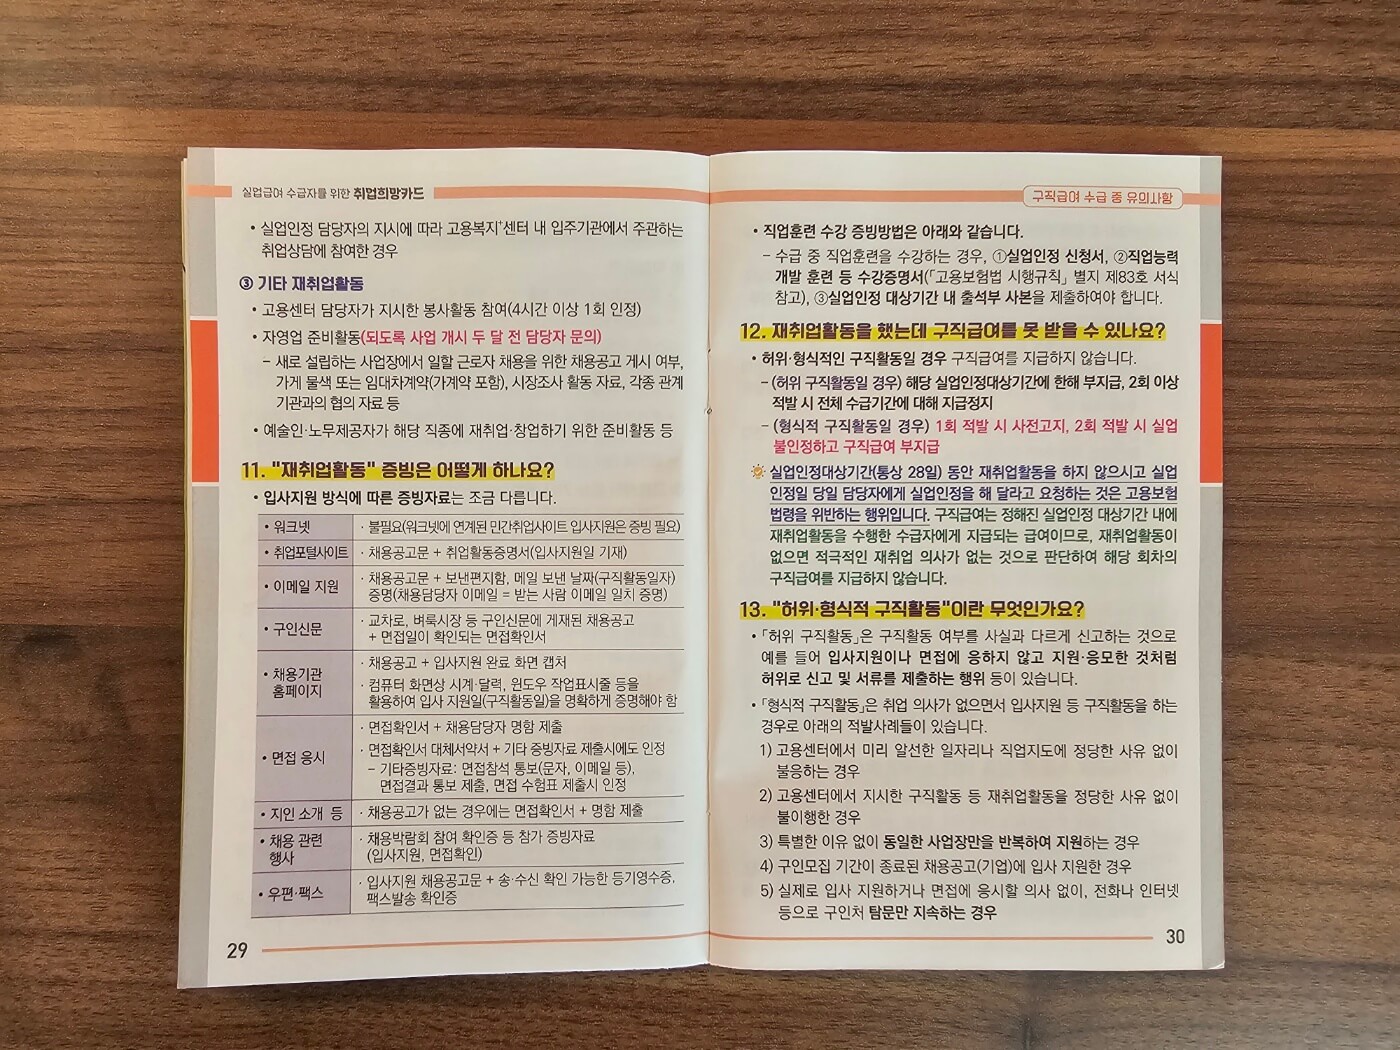 실업급여 수급자를 위한 취업희망카드
• 실업인정 담당자의 지시에 따라 고용복지+센터 내 입주기관에서 주관하는
취업상담에 참여한 경우
③ 기타 재취업활동
• 고용센터 담당자가 지시한 봉사활동 참여(4시간 이상 1회 인정)
• 자영업 준비활동(되도록 사업 개시 두 달 전 담당자 문의)
– 새로 설립하는 사업장에서 일할 근로자 채용을 위한 채용공고 게시 여부,
가게 물색 또는 임대차계약(가계약 포함), 시장조사 활동 자료, 각종 관계
기관과의 협의 자료 등
• 예술인·노무제공자가 해당 직종에 재취업·창업하기 위한 준비활동 등
11. "재취업활동" 증빙은 어떻게 하나요?
• 입사지원 방식에 따른 증빙자료는 조금 다릅니다.
• 워크넷
· 불필요(워크넷에 연계된 민간취업사이트 입사지원은 증빙 필요)
• 취업포털사이트
· 채용공고문 + 취업활동증명서(입사지원일 기재)
• 이메일 지원
· 채용공고문 + 보낸편지함, 메일 보낸 날짜(구직활동일자)
증명(채용담당자 이메일 = 받는 사람 이메일 일치 증명)
• 구인신문
· 교차로, 벼룩시장 등 구인신문에 게재된 채용공고
+ 면접일이 확인되는 면접확인서
• 채용기관
홈페이지
· 채용공고 + 입사지원 완료 화면 캡처
· 컴퓨터 화면상 시계·달력, 윈도우 작업표시줄 등을
활용하여 입사 지원일(구직활동일)을 명확하게 증명해야 함
• 면접 응시
· 면접확인서 + 채용담당자 명함 제출
· 면접확인서 대체서약서 + 기타 증빙자료 제출시에도 인정
– 기타증빙자료: 면접참석 통보(문자, 이메일 등),
면접결과 통보 제출, 면접 수험표 제출시 인정
• 지인 소개 등
· 채용공고가 없는 경우에는 면접확인서 + 명함 제출
• 채용 관련
행사
· 채용박람회 참여 확인증 등 참가 증빙자료
(입사지원, 면접확인)
• 우편·팩스
· 입사지원 채용공고문 + 송·수신 확인 가능한 등기영수증,
팩스발송 확인증
29
구직급여 수급 중 유의사항
• 직업훈련 수강 증빙방법은 아래와 같습니다.
– 수급 중 직업훈련을 수강하는 경우, ①실업인정 신청서, ②직업능력
개발 훈련 등 수강증명서(「고용보험법 시행규칙」 별지 제83호 서식
참고), ③실업인정 대상기간 내 출석부 사본을 제출하여야 합니다.
12. 재취업활동을 했는데 구직급여를 못 받을 수 있나요?
• 허위·형식적인 구직활동일 경우 구직급여를 지급하지 않습니다.
– (허위 구직활동일 경우) 해당 실업인정대상기간에 한해 부지급, 2회 이상
적발 시 전체 수급기간에 대해 지급정지
– (형식적 구직활동일 경우) 1회 적발 시 사전고지, 2회 적발 시 실업
불인정하고 구직급여 부지급
실업인정대상기간(통상 28일) 동안 재취업활동을 하지 않으시고 실업
인정일 당일 담당자에게 실업인정을 해 달라고 요청하는 것은 고용보험
법령을 위반하는 행위입니다. 구직급여는 정해진 실업인정 대상기간 내에
재취업활동을 수행한 수급자에게 지급되는 급여이므로, 재취업활동이
없으면 적극적인 재취업 의사가 없는 것으로 판단하여 해당 회차의
구직급여를 지급하지 않습니다.
13. "허위·형식적 구직활동"이란 무엇인가요?
• 「허위 구직활동」은 구직활동 여부를 사실과 다르게 신고하는 것으로
예를 들어 입사지원이나 면접에 응하지 않고 지원·응모한 것처럼
허위로 신고 및 서류를 제출하는 행위 등이 있습니다.
• 「형식적 구직활동」은 취업 의사가 없으면서 입사지원 등 구직활동을 하는
경우로 아래의 적발사례들이 있습니다.
1) 고용센터에서 미리 알선한 일자리나 직업지도에 정당한 사유 없이
불응하는 경우
2) 고용센터에서 지시한 구직활동 등 재취업활동을 정당한 사유 없이
불이행한 경우
3) 특별한 이유 없이 동일한 사업장만을 반복하여 지원하는 경우
4) 구인모집 기간이 종료된 채용공고(기업)에 입사 지원한 경우
5) 실제로 입사 지원하거나 면접에 응시할 의사 없이, 전화나 인터넷
등으로 구인처 탐문만 지속하는 경우
30